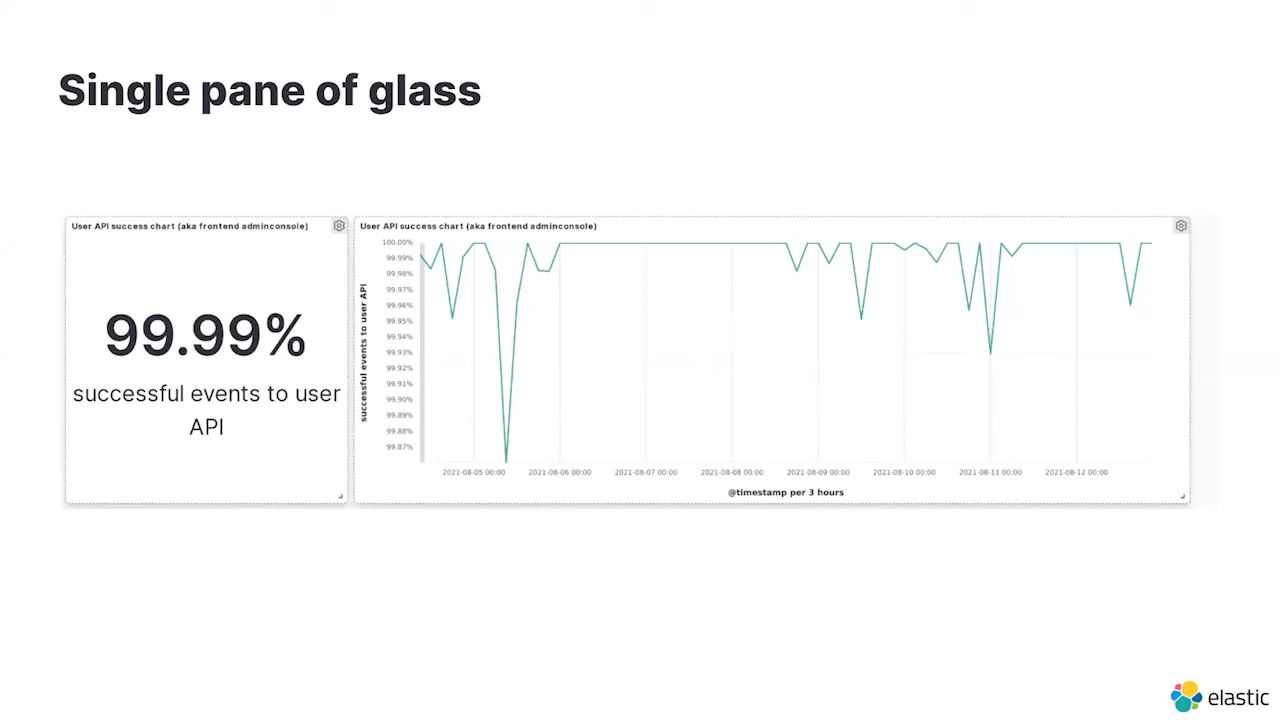 Single pane of glass
User API success chart (aka frontend adminconsole)
99.99%
successful events to user
API
User API success chart (aka frontend adminconsole)
successful events to user API
100.00%
99.99%
99.98%
99.97%
99.96%
99.95%
99.94%
99.93%
99.92%
99.91%
99.90%
99.89%
99.88%
99.87%
2021-08-05 00:00
2021-08-06 00:00
2021-08-07 00:00
2021-08-08 00:00
2021-08-09 00:00
2021-08-10 00:00
2021-08-11 00:00
2021-08-12 00:00
@timestamp per 3 hours
elastic